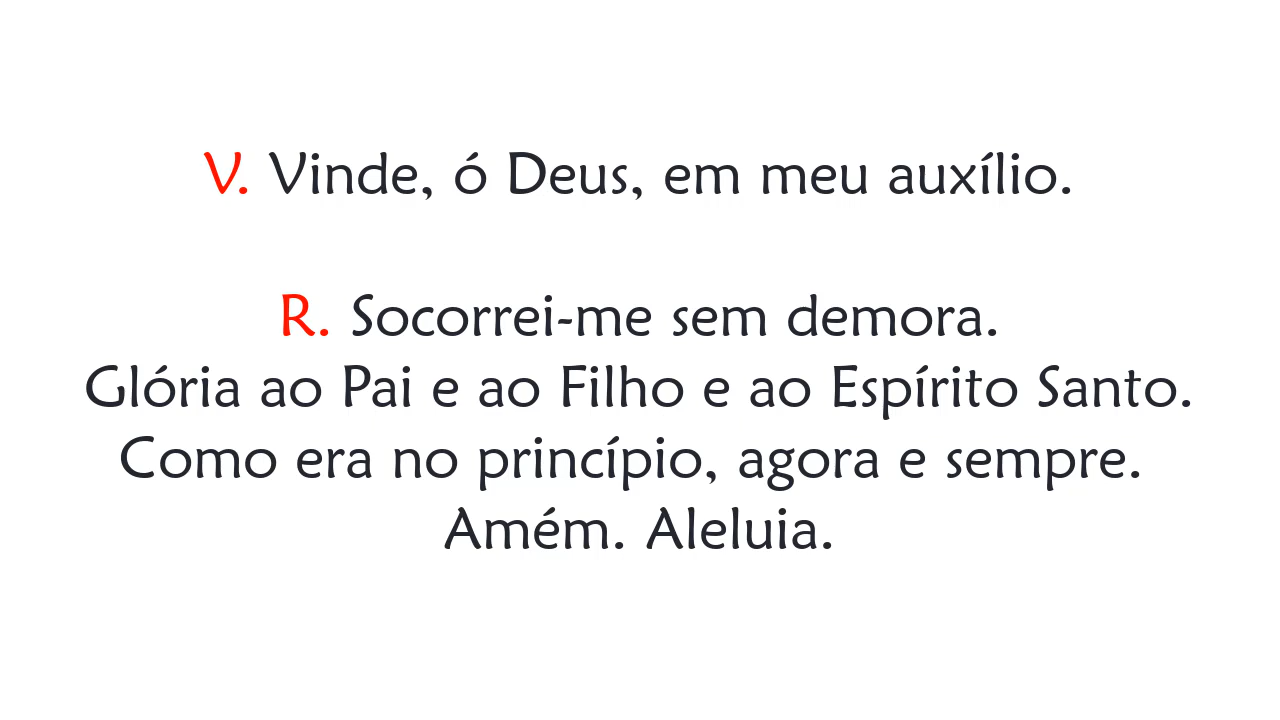 V. Vinde, ó Deus, em meu auxílio.
R. Socorrei-me sem demora.
Glória ao Pai e ao Filho e ao Espírito Santo.
Como era no princípio, agora e sempre.
Amém. Aleluia.